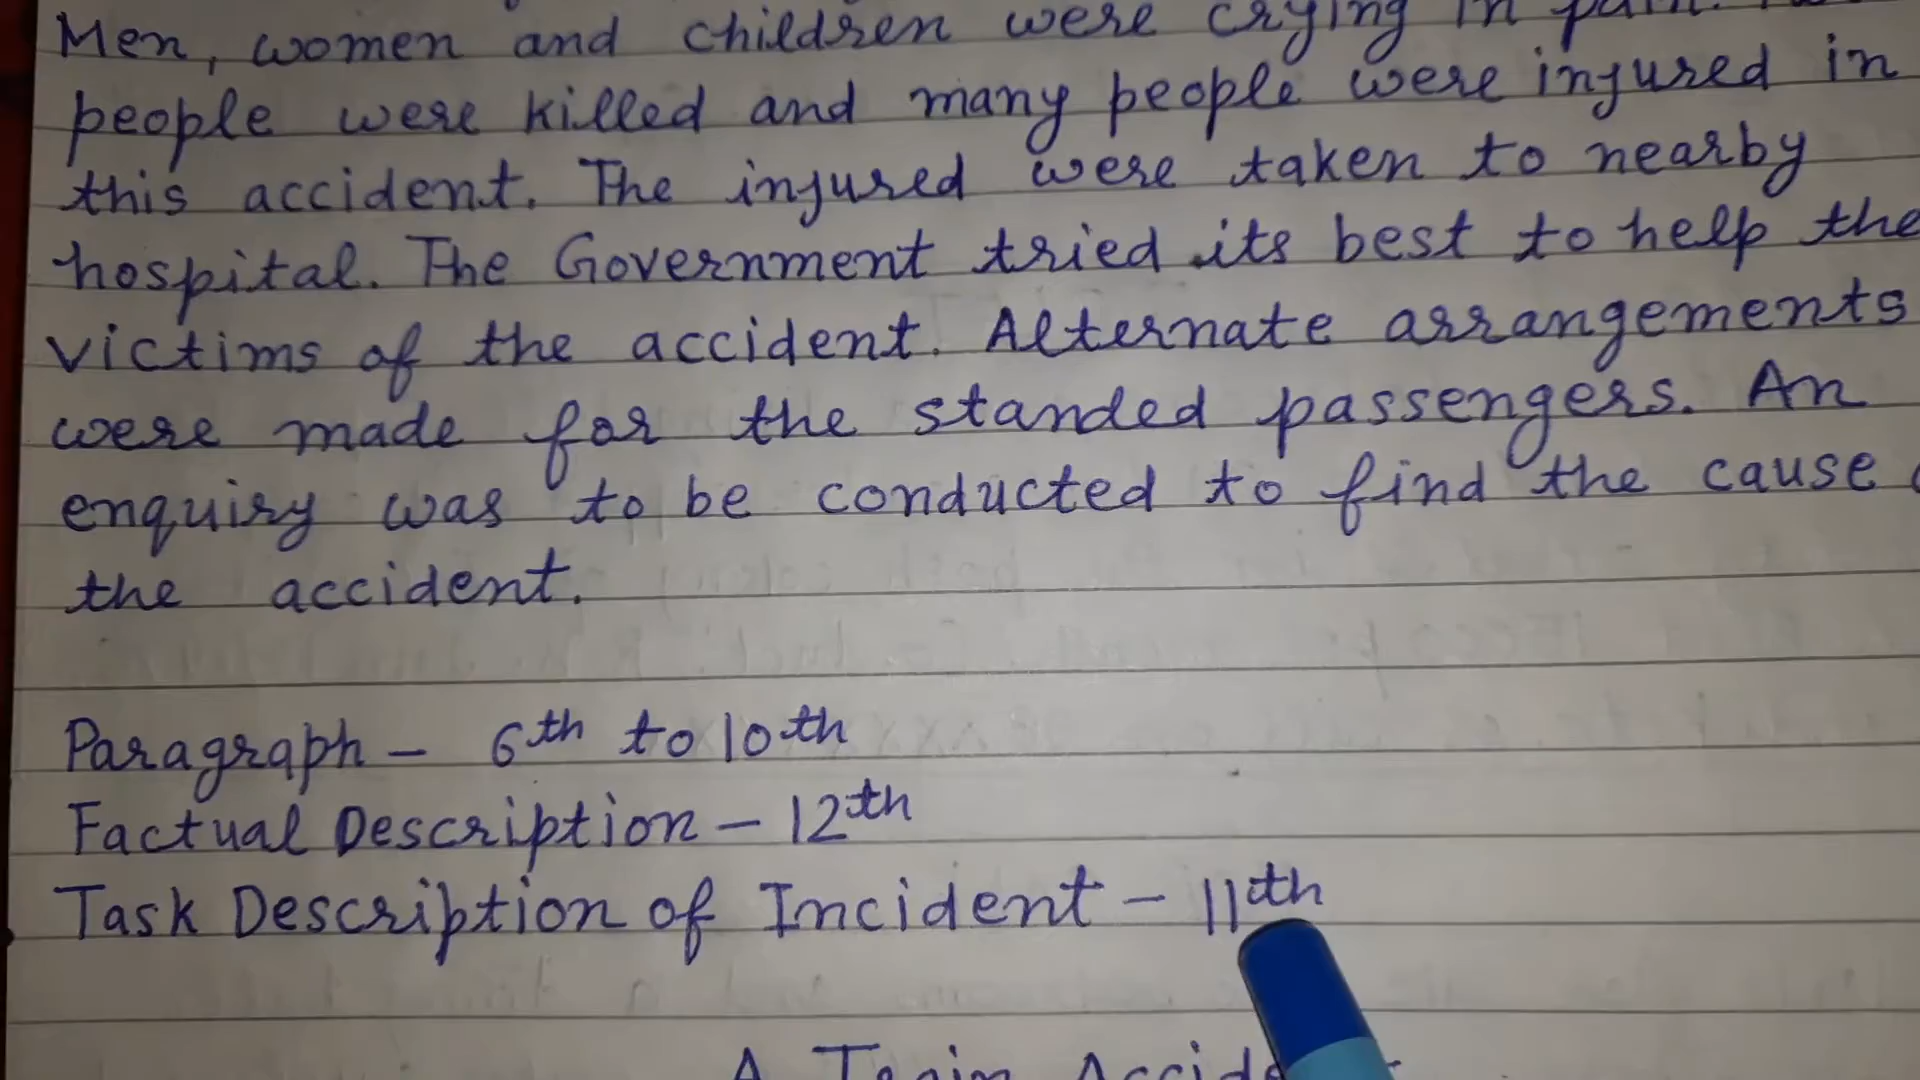 Men, women and children were crying in pain.
people were killed and many people were injured in
this accident. The injured were taken to nearby
hospital. The Government tried its best to help the
victims of the accident. Alternate arrangements
were made for the standed passengers. An
enquiry was to be conducted to find the cause
the accident.
Paragraph – 6th to 10th
Factual Description – 12th
Task Description of Incident – 11th
A Train